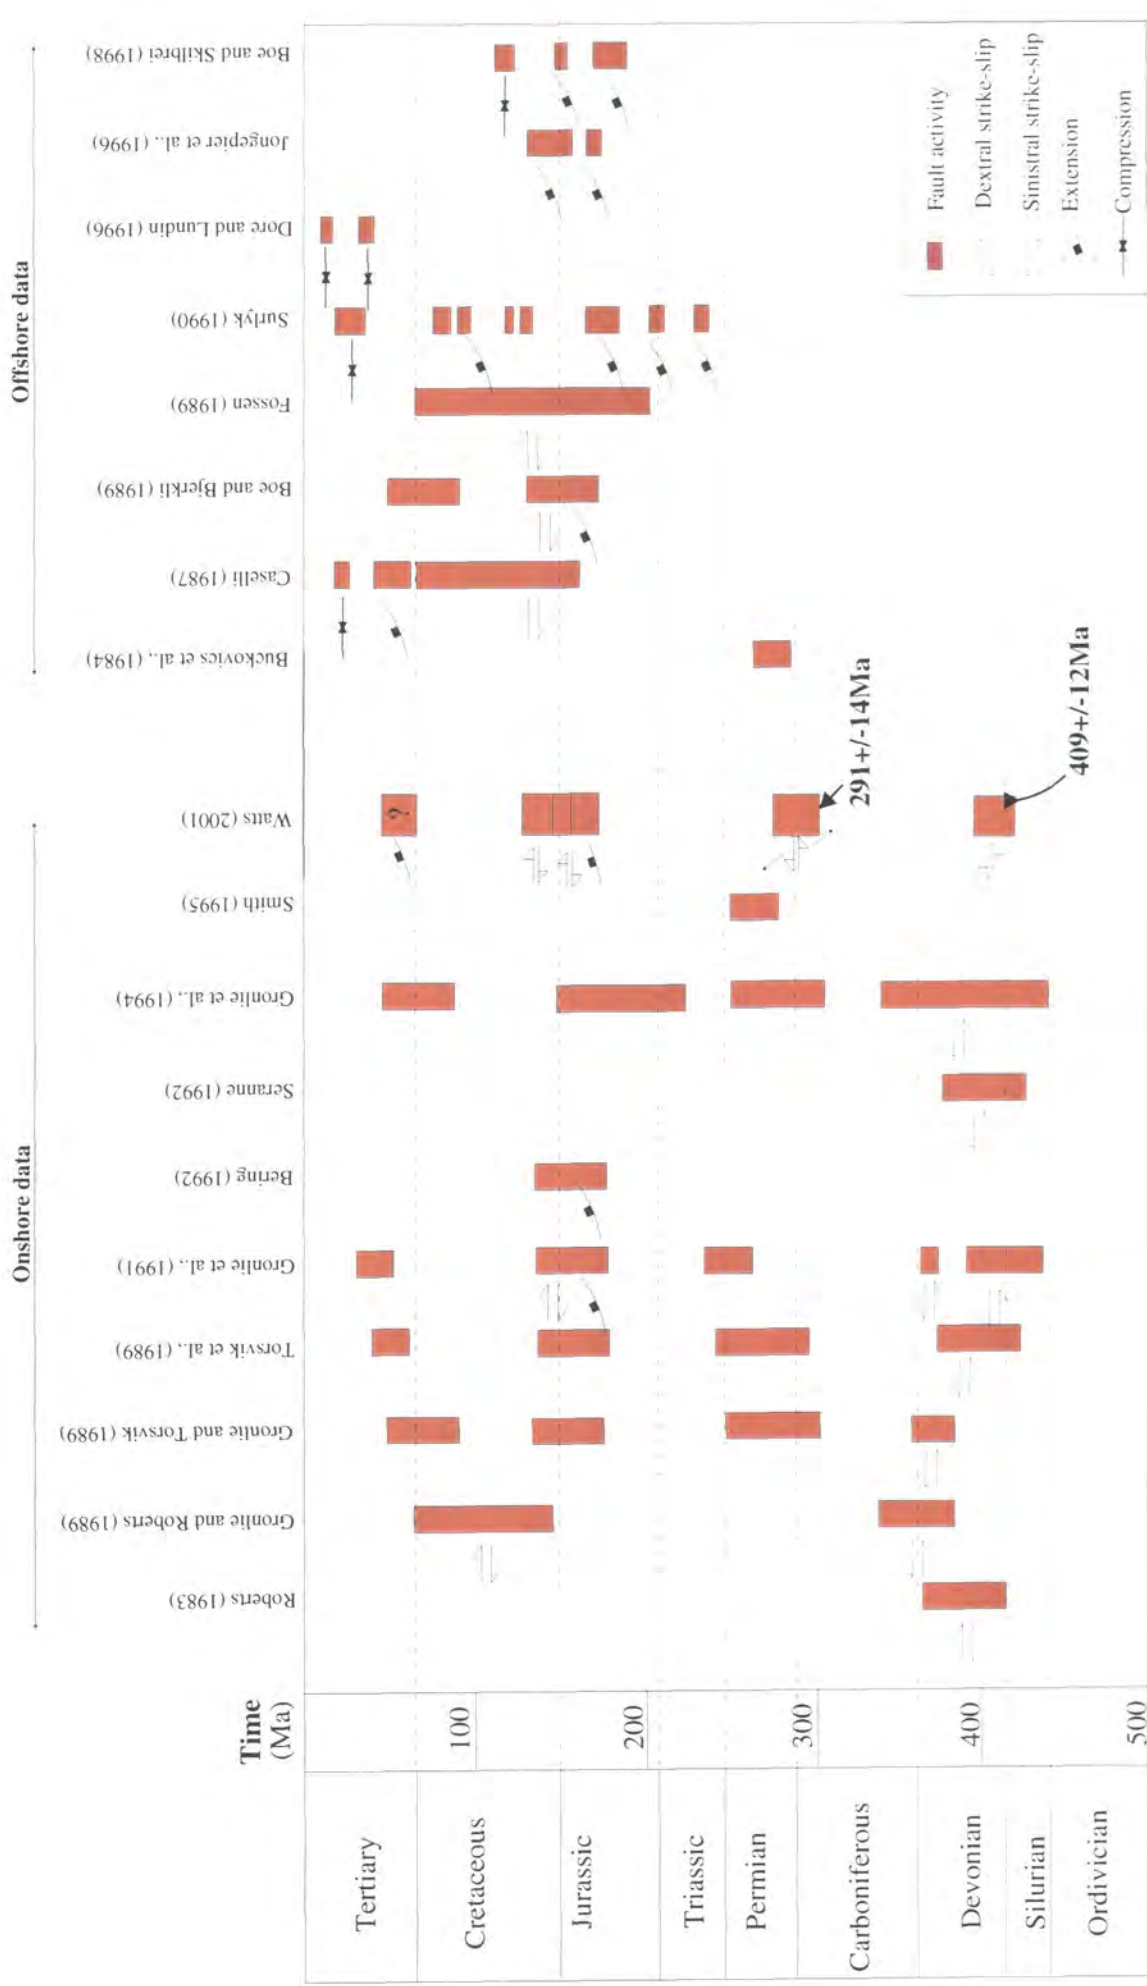 Onshore data
Offshore data
Roberts (1983)
Gronlie and Roberts (1989)
Gronlie and Torsvik (1989)
Torsvik et al., (1989)
Gronlie et al., (1991)
Bering (1992)
Seranne (1992)
Gronlie et al., (1994)
Smith (1995)
Watts (2001)
Buckovics et al., (1984)
Caselli (1987)
Boe and Bjerkli (1989)
Fossen (1989)
Surlyk (1990)
Dore and Lundin (1996)
Jongepier et al., (1996)
Boe and Skilbrei (1998)
Time
(Ma)
100
200
300
400
500
Tertiary
Cretaceous
Jurassic
Triassic
Permian
Carboniferous
Devonian
Silurian
Ordivician
?
291+/-14Ma
409+/-12Ma
Fault activity
Dextral strike-slip
Sinistral strike-slip
Extension
Compression